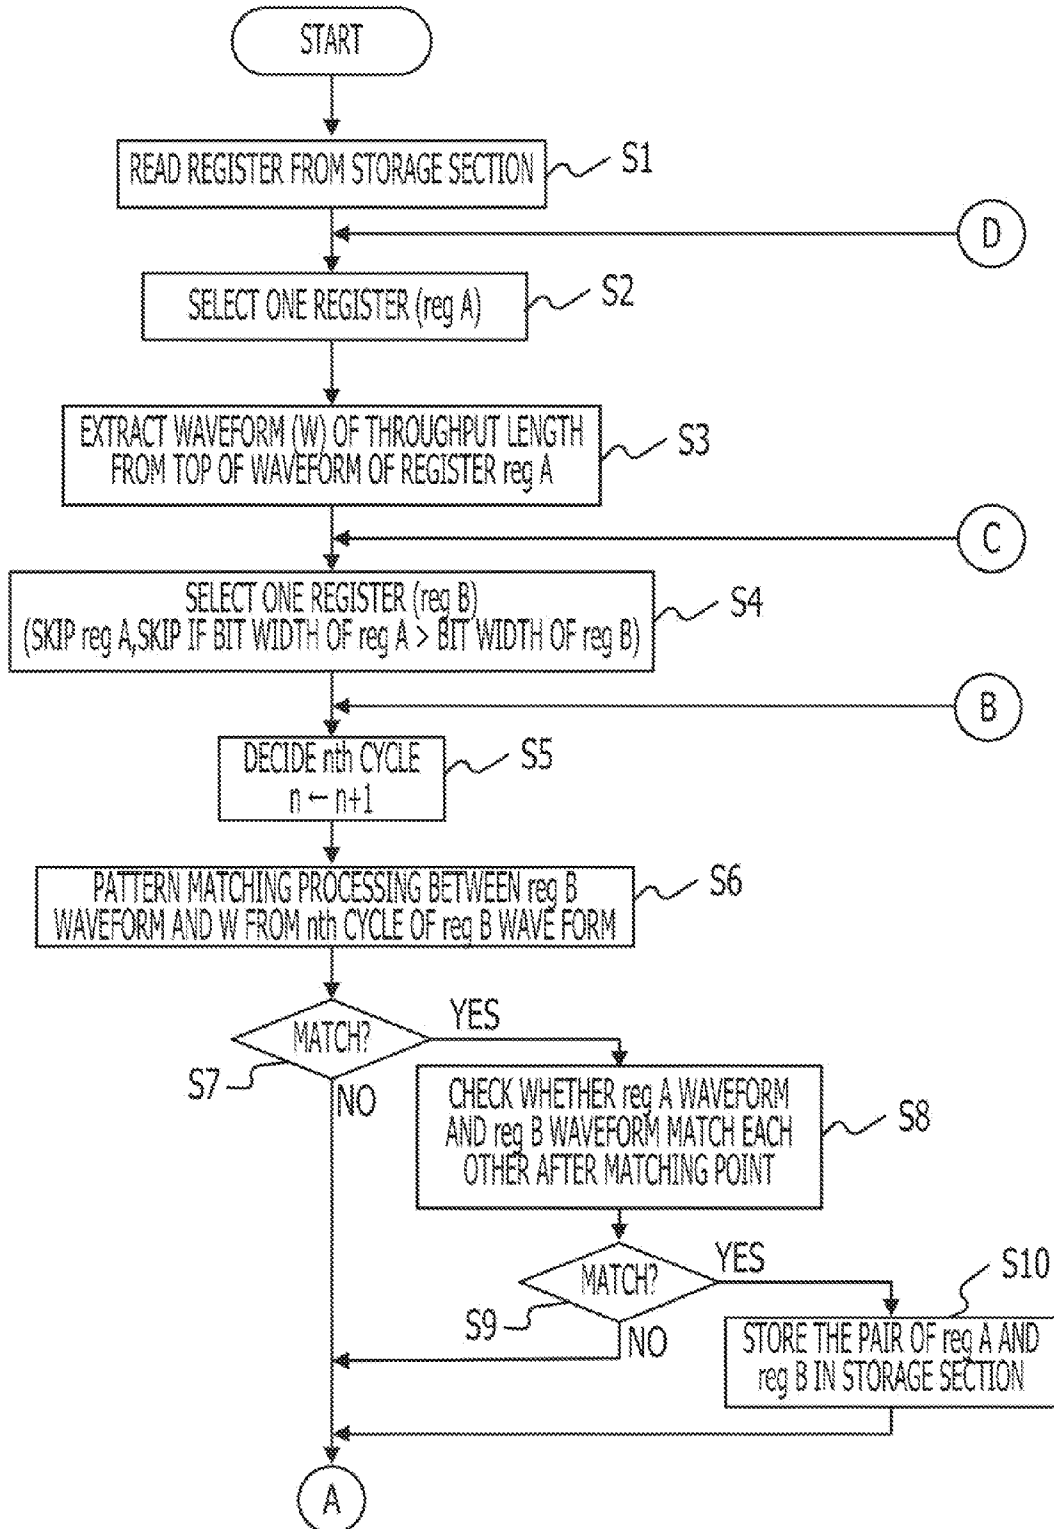 START
READ REGISTER FROM STORAGE SECTION
S1
D
SELECT ONE REGISTER (reg A)
S2
EXTRACT WAVEFORM (W) OF THROUGHPUT LENGTH
FROM TOP OF WAVEFORM OF REGISTER reg A
S3
C
SELECT ONE REGISTER (reg B)
(SKIP reg A,SKIP IF BIT WIDTH OF reg A > BIT WIDTH OF reg B)
S4
B
DECIDE nth CYCLE
n ← n+1
S5
PATTERN MATCHING PROCESSING BETWEEN reg B
WAVEFORM AND W FROM nth CYCLE OF reg B WAVE FORM
S6
MATCH?
YES
S7
NO
CHECK WHETHER reg A WAVEFORM
AND reg B WAVEFORM MATCH EACH
OTHER AFTER MATCHING POINT
S8
MATCH?
YES
S9
NO
S10
STORE THE PAIR OF reg A AND
reg B IN STORAGE SECTION
A